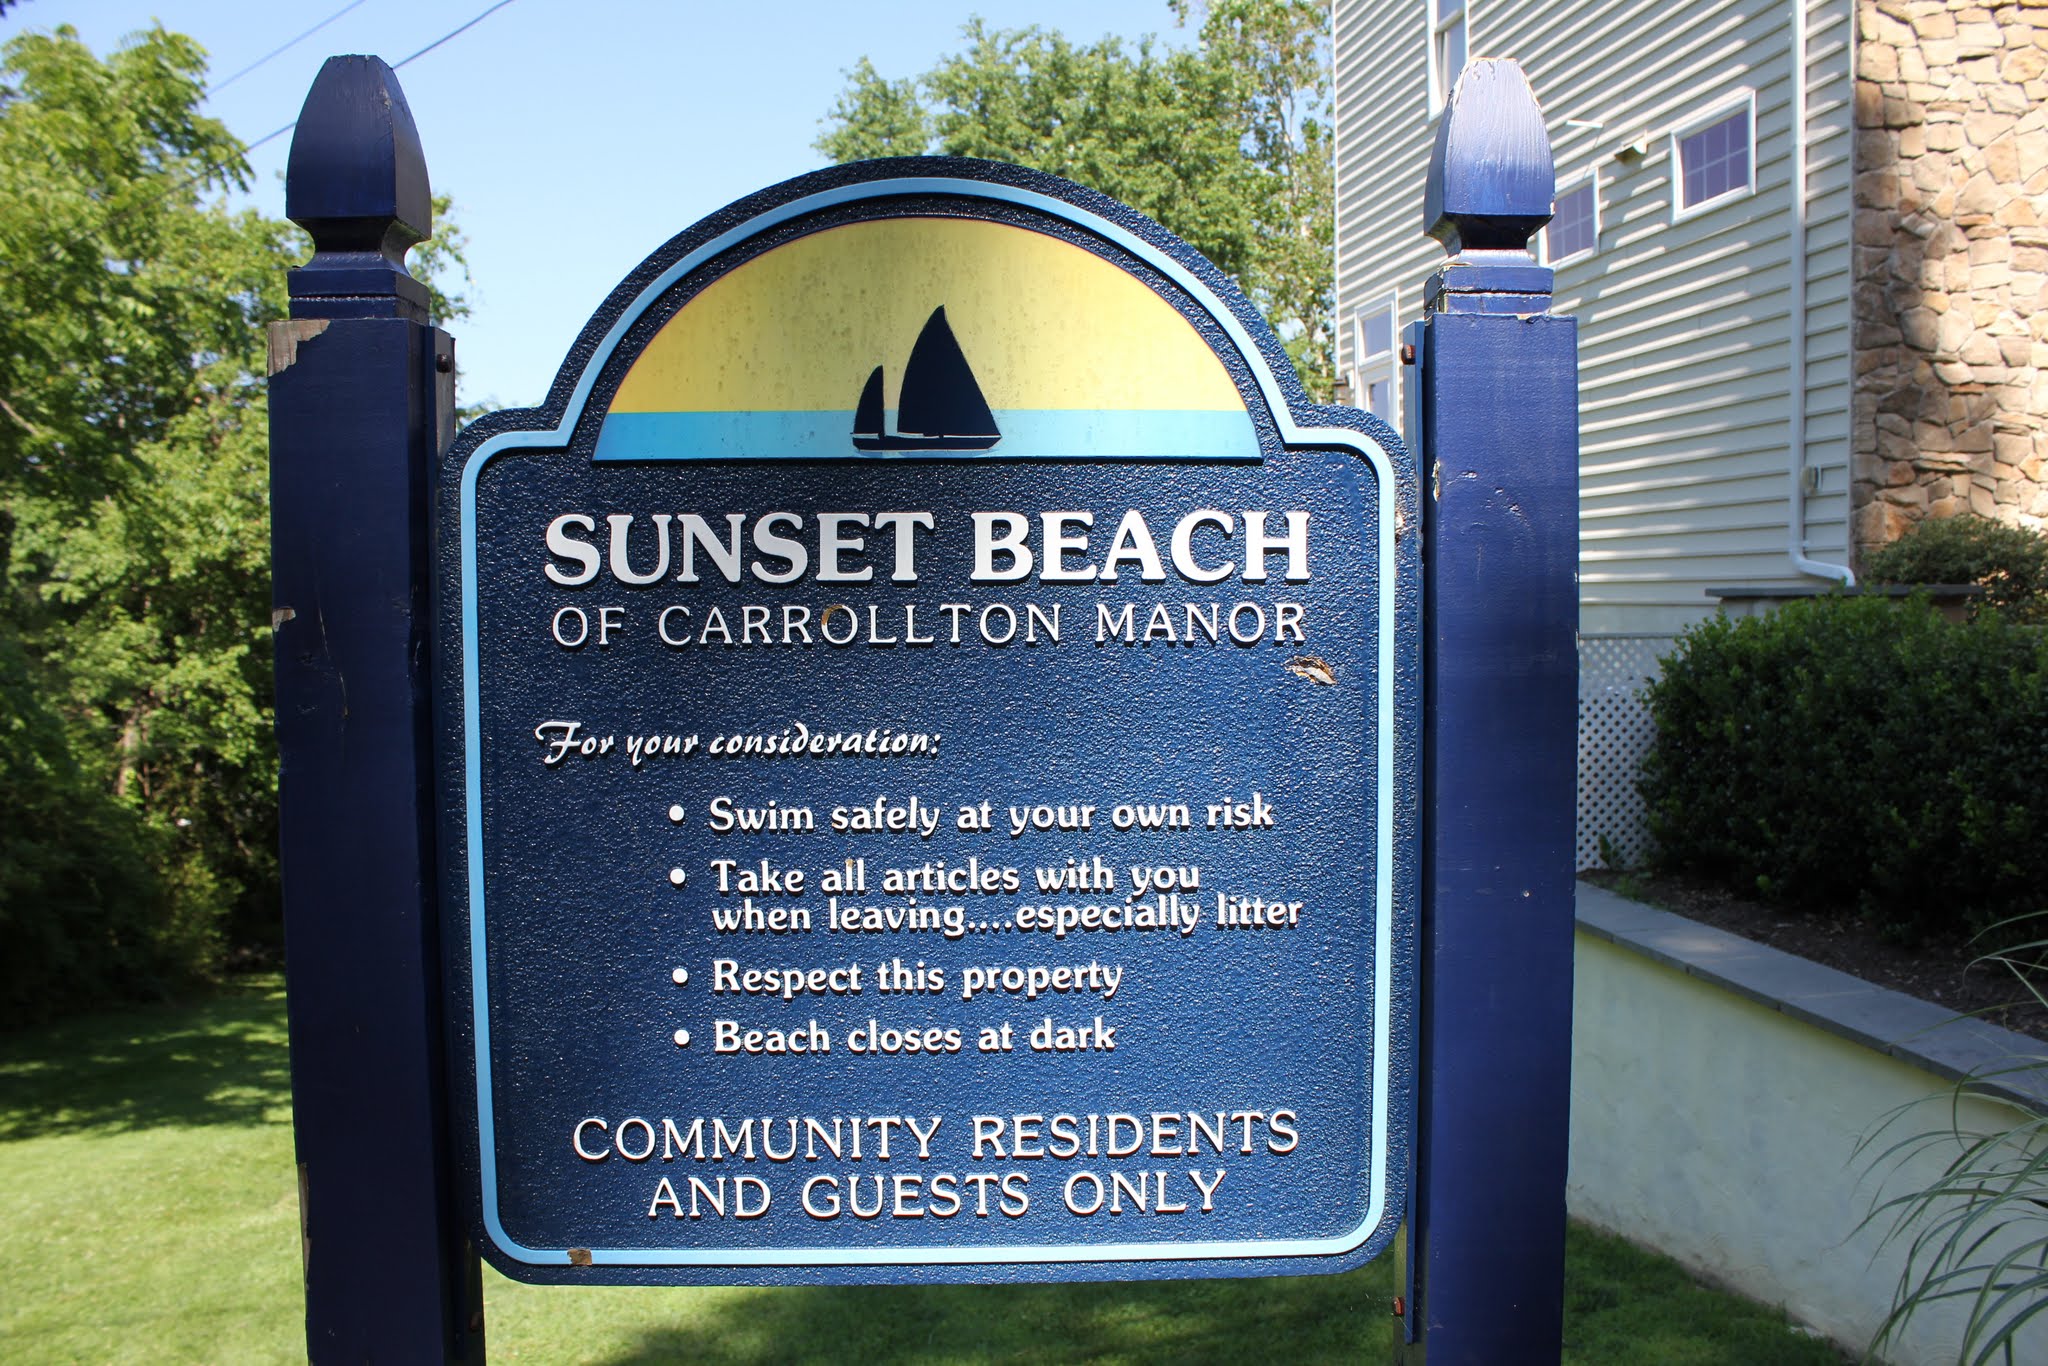 SUNSET BEACH
OF CARROLLTON MANOR
For your consideration:
• Swim safely at your own risk
• Take all articles with you
when leaving....especially litter
• Respect this property
• Beach closes at dark
COMMUNITY RESIDENTS
AND GUESTS ONLY